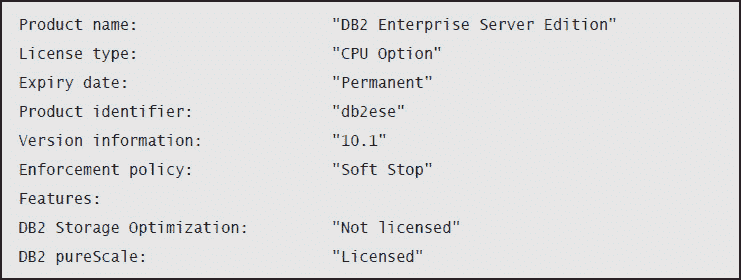 Product name: "DB2 Enterprise Server Edition"
License type: "CPU Option"
Expiry date: "Permanent"
Product identifier: "db2ese"
Version information: "10.1"
Enforcement policy: "Soft Stop"
Features:
DB2 Storage Optimization: "Not licensed"
DB2 pureScale: "Licensed"